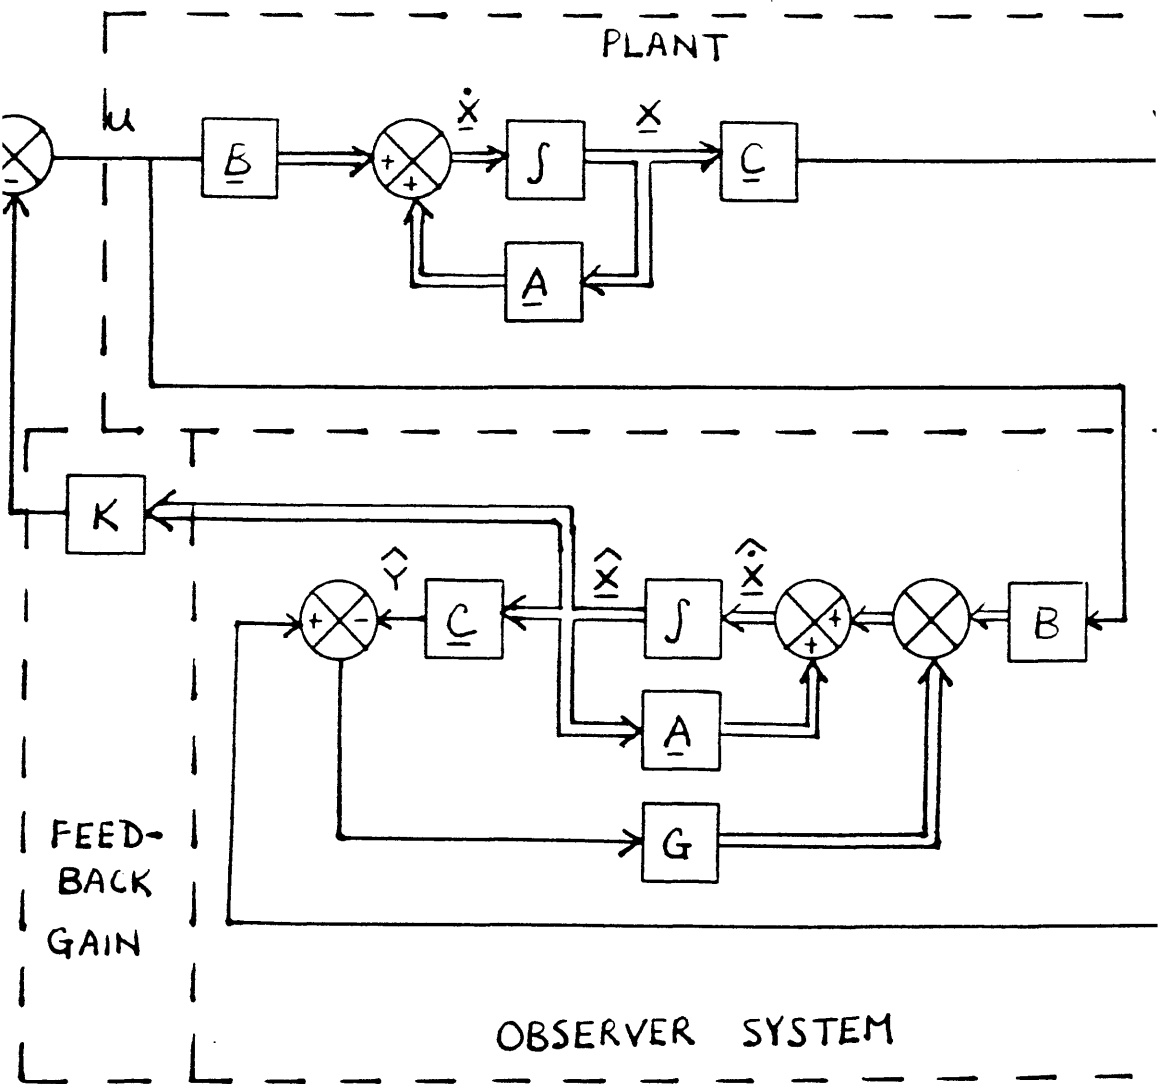 PLANT
u
Ẋ
X
B
+
+
∫
C
-
A
K
Ŷ
X̂
Ẋ̂
+
-
C
∫
+
+
B
A
FEED-
BACK
GAIN
G
OBSERVER SYSTEM